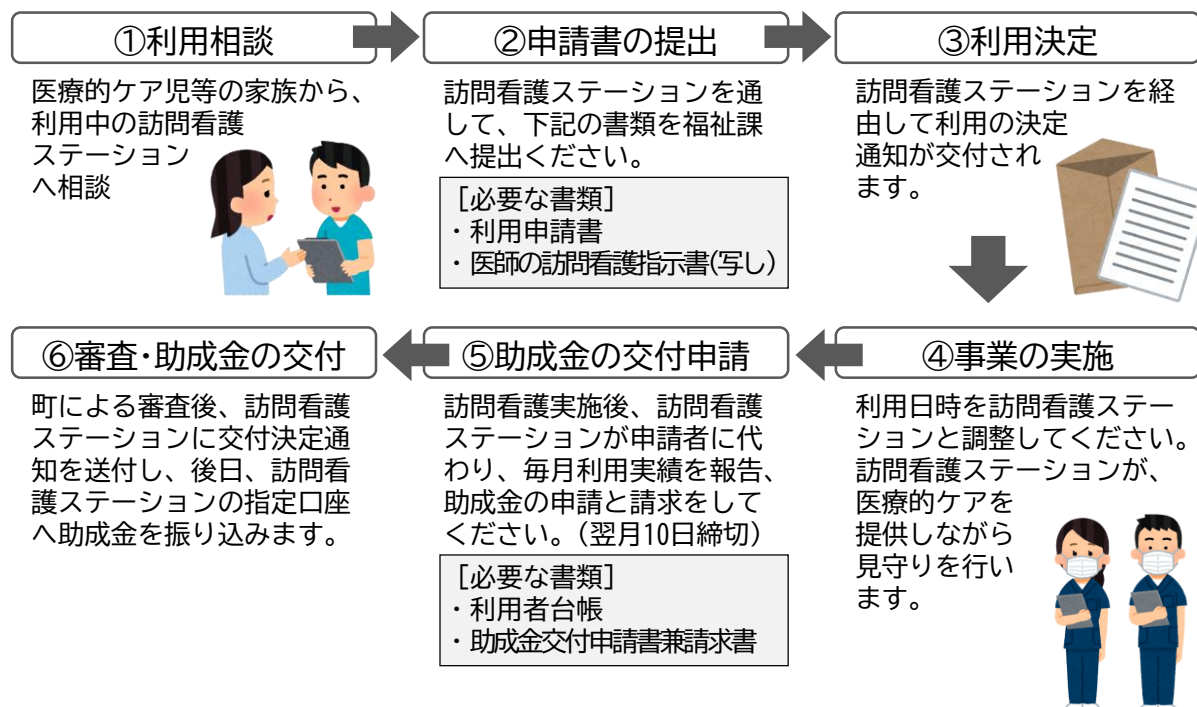 ①利用相談
医療的ケア児等の家族から、
利用中の訪問看護
ステーション
へ相談
②申請書の提出
訪問看護ステーションを通
して、下記の書類を福祉課
へ提出ください。
［必要な書類］
・利用申請書
・医師の訪問看護指示書(写し)
③利用決定
訪問看護ステーションを経
由して利用の決定
通知が交付され
ます。
④事業の実施
利用日時を訪問看護ステー
ションと調整してください。
訪問看護ステーションが、
医療的ケアを
提供しながら
見守りを行い
ます。
⑤助成金の交付申請
訪問看護実施後、訪問看護
ステーションが申請者に代
わり、毎月利用実績を報告、
助成金の申請と請求をして
ください。(翌月10日締切)
［必要な書類］
・利用者台帳
・助成金交付申請書兼請求書
⑥審査・助成金の交付
町による審査後、訪問看護
ステーションに交付決定通
知を送付し、後日、訪問看
護ステーションの指定口座
へ助成金を振り込みます。